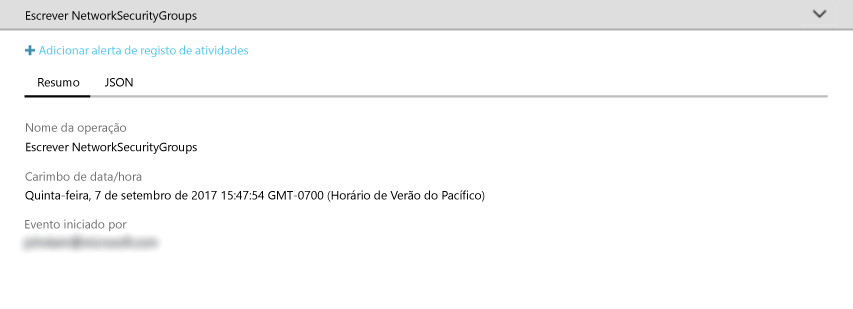 Escrever NetworkSecurityGroups
Adicionar alerta de registo de atividades
Resumo JSON
Nome da operação
Escrever NetworkSecurityGroups
Carimbo de data/hora
Quinta-feira, 7 de setembro de 2017 15:47:54 GMT-0700 (Horário de Verão do Pacífico)
Evento iniciado por